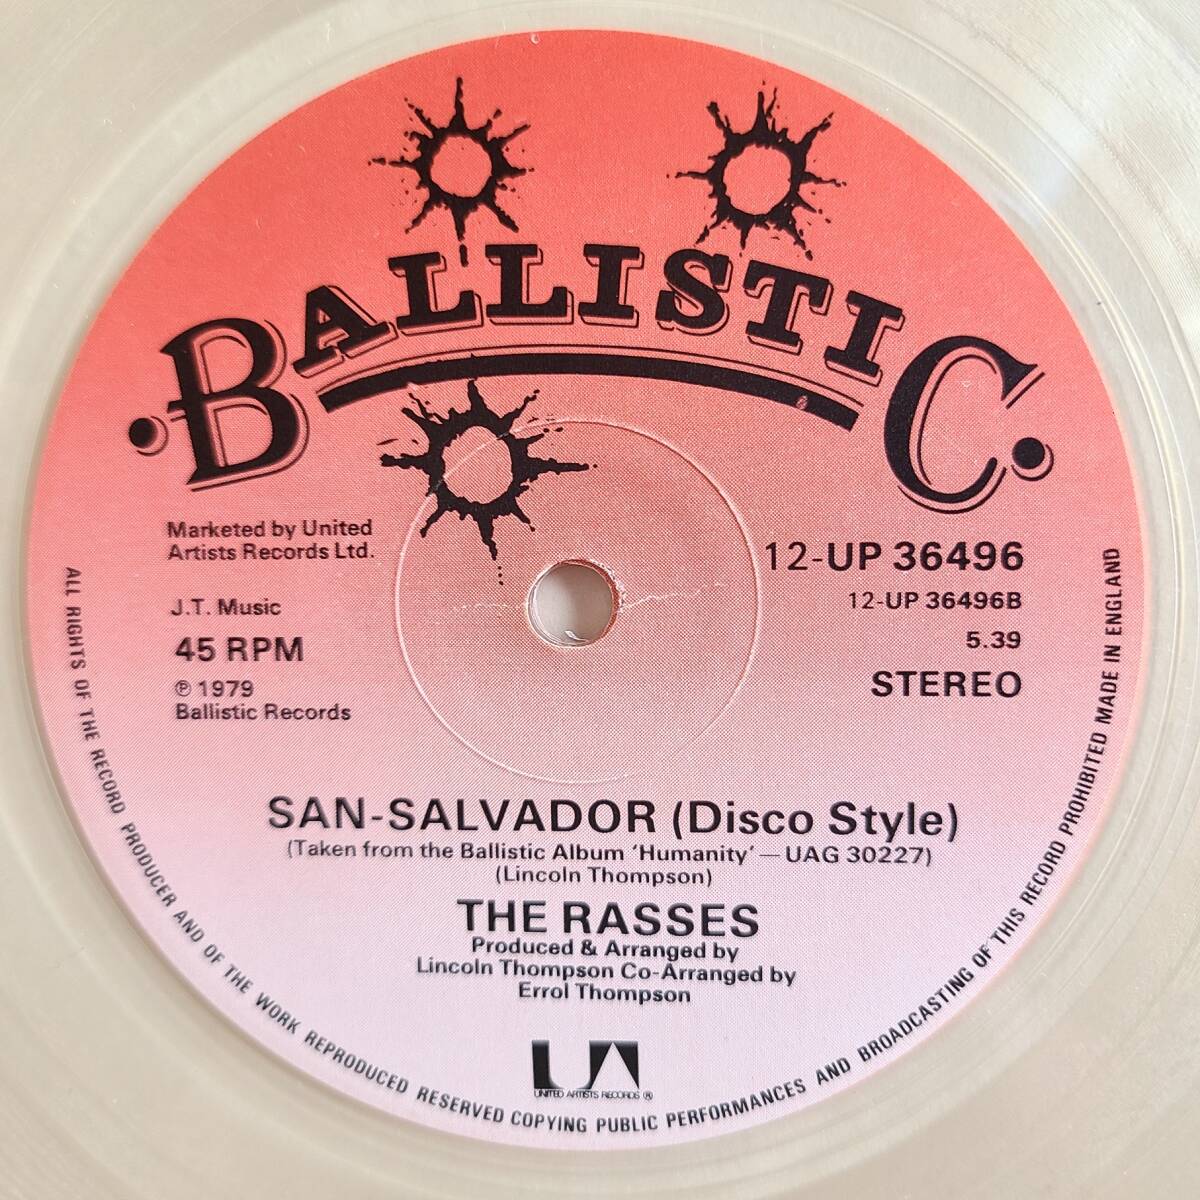 BALLISTIC
Marketed by United
Artists Records Ltd.
J.T. Music
45 RPM
℗ 1979
Ballistic Records
12-UP 36496
12-UP 36496B
5.39
STEREO
SAN-SALVADOR (Disco Style)
(Taken from the Ballistic Album 'Humanity' — UAG 30227)
(Lincoln Thompson)
THE RASSES
Produced & Arranged by
Lincoln Thompson Co-Arranged by
Errol Thompson
UA
UNITED ARTISTS RECORDS ®
ALL RIGHTS OF THE RECORD PRODUCER AND OF THE WORK REPRODUCED RESERVED COPYING PUBLIC PERFORMANCES AND BROADCASTING OF THIS RECORD PROHIBITED MADE IN ENGLAND